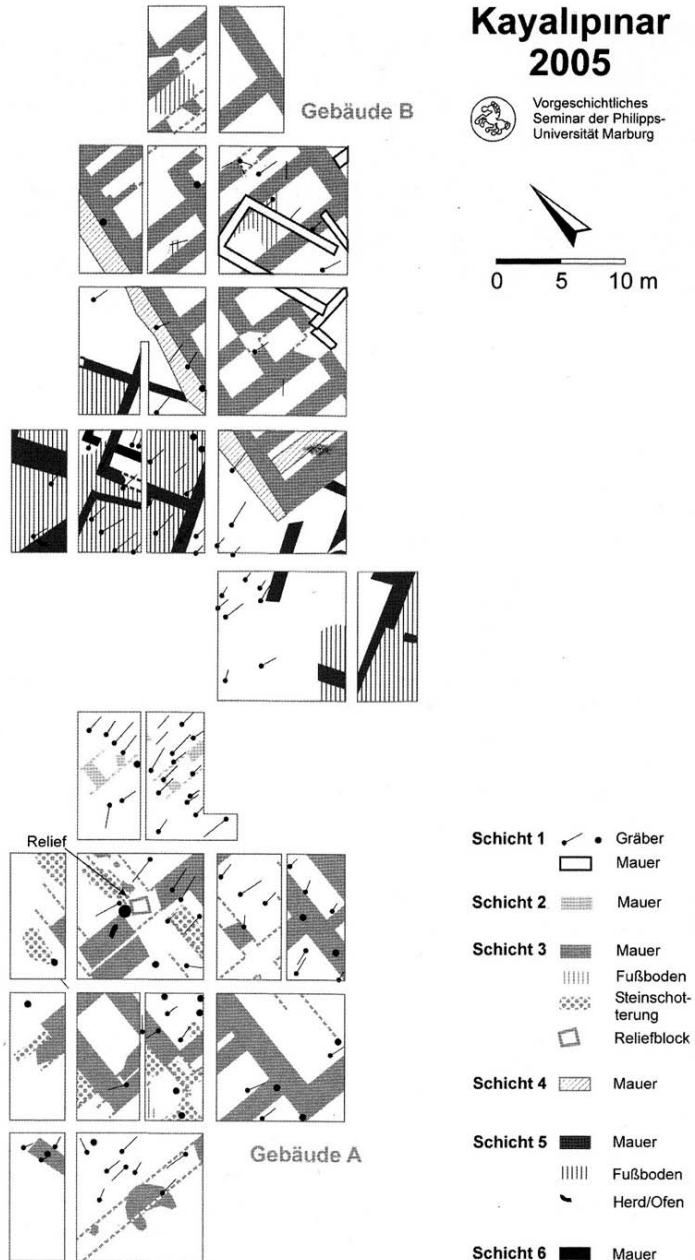 Kayalıpınar
2005
Vorgeschichtliches
Seminar der Philipps-
Universität Marburg
Gebäude B
0 5 10 m
Relief
Gebäude A
Schicht 1 Gräber
Mauer
Schicht 2 Mauer
Schicht 3 Mauer
Fußboden
Steinschot-
terung
Reliefblock
Schicht 4 Mauer
Schicht 5 Mauer
Fußboden
Herd/Ofen
Schicht 6 Mauer